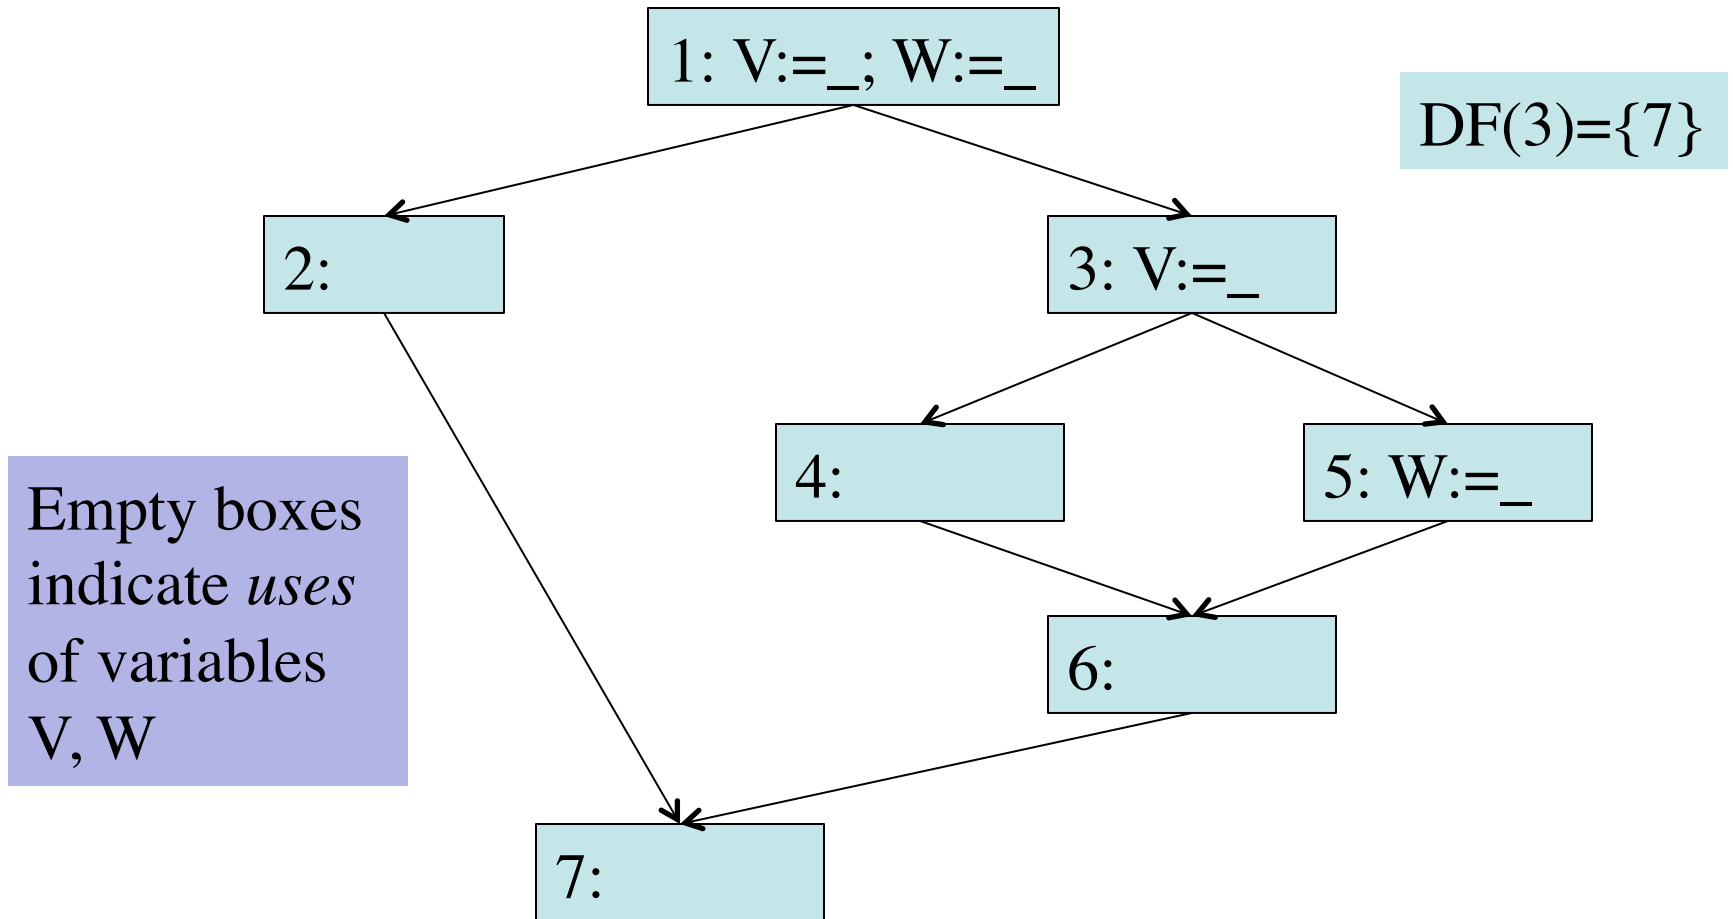 1: V:=_; W:=_
DF(3)={7}
2:
3: V:=_
4:
5: W:=_
Empty boxes
indicate uses
of variables
V, W
6:
7: